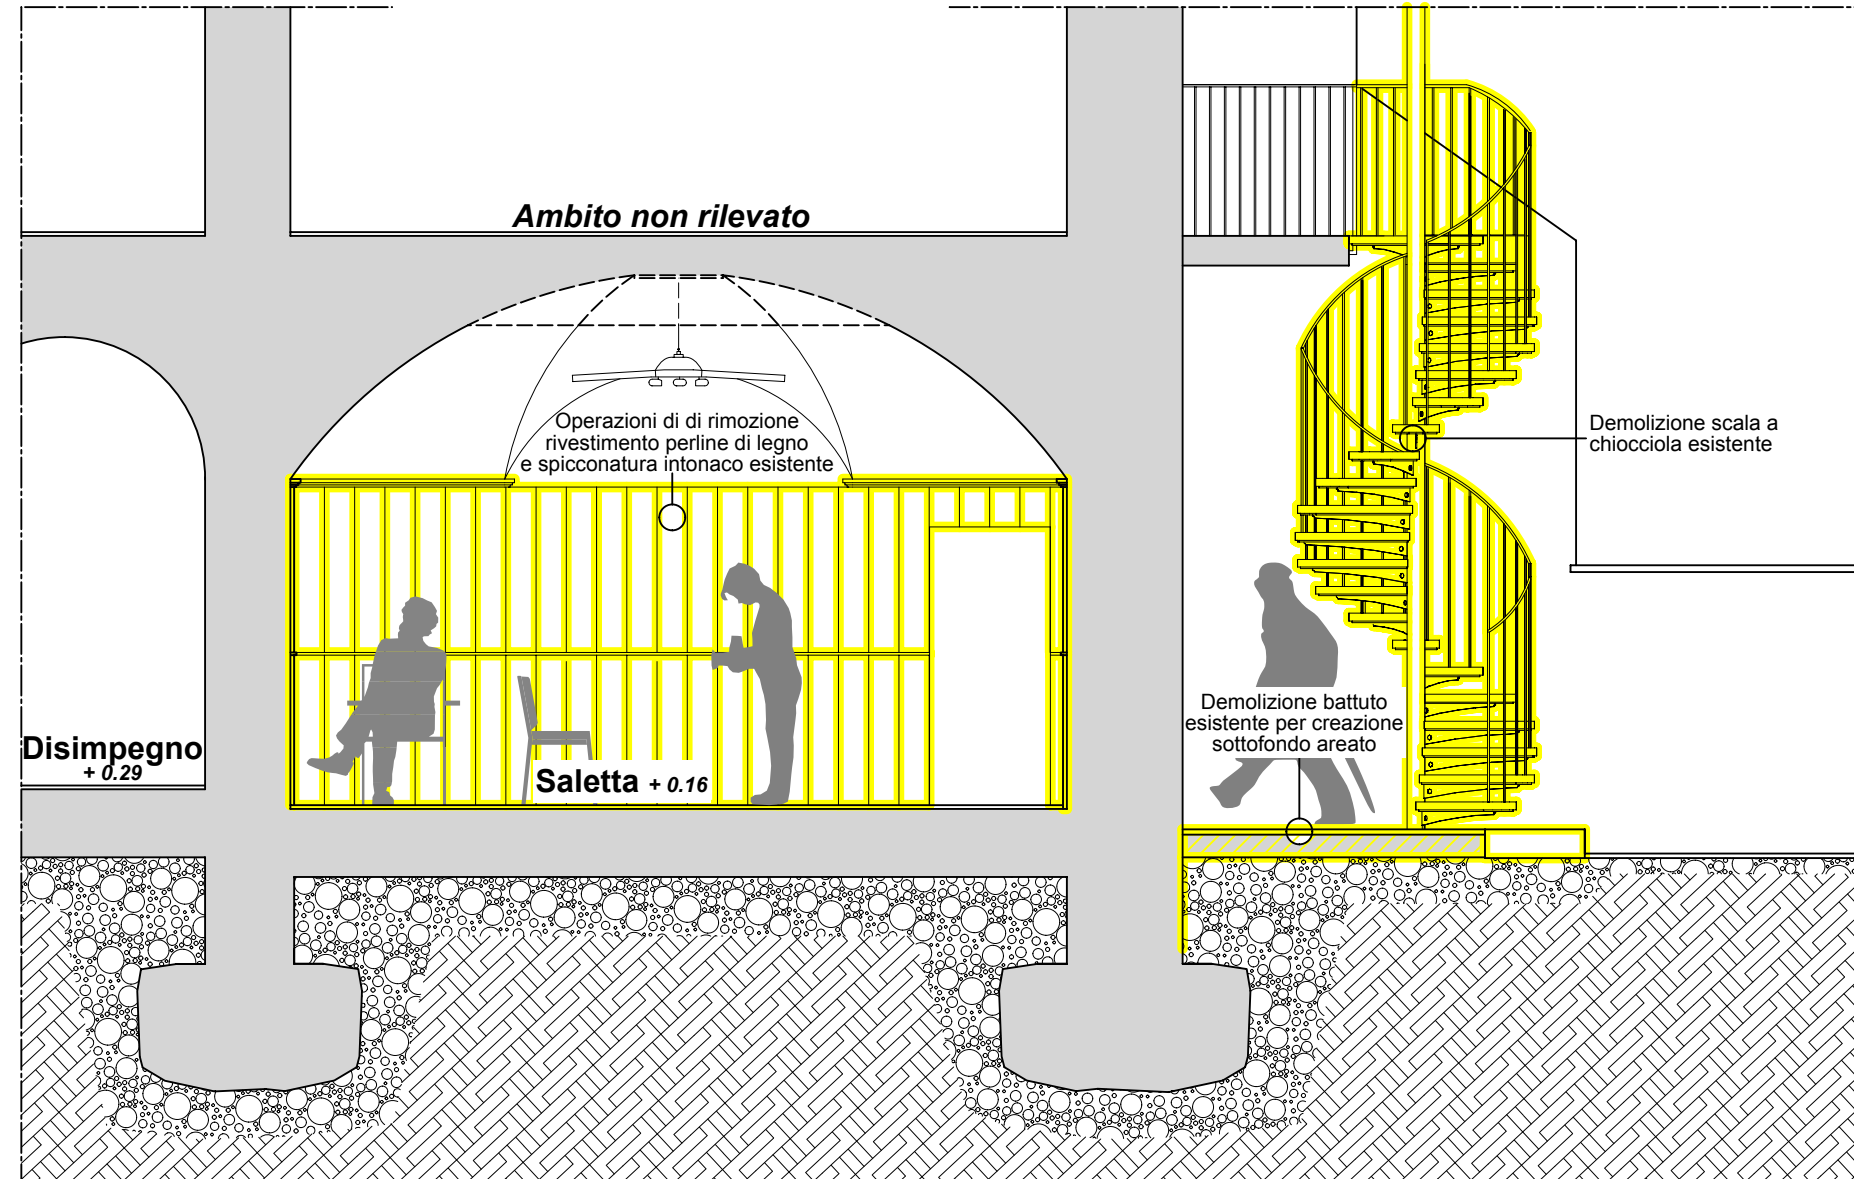 Ambito non rilevato
Operazioni di di rimozione
rivestimento perline di legno
e spicconatura intonaco esistente
Demolizione scala a
chiocciola esistente
Demolizione battuto
esistente per creazione
sottofondo areato
Disimpegno
+ 0.29
Saletta + 0.16